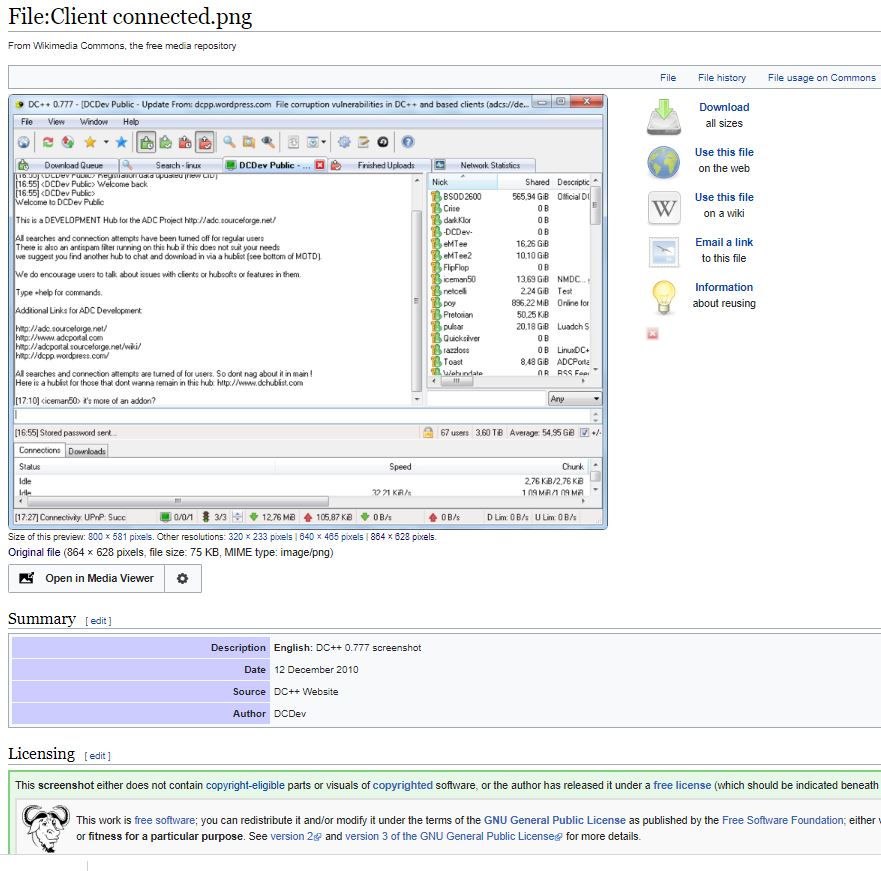 File:Client connected.png
From Wikimedia Commons, the free media repository
File File history File usage on Commons
DC++ 0.777 - [DCDev Public - Update From: dcpp.wordpress.com File corruption vulnerabilities in DC++ and based clients (adcs://de...
File View Window Help
Download Queue Search - linux DCDev Public - ... Finished Uploads Network Statistics
[16:55] <DCDev Public> Registration data updated (new CID)
[16:55] <DCDev Public> Welcome back
[16:55] <DCDev Public>
Welcome to DCDev Public
This is a DEVELOPMENT Hub for the ADC Project http://adc.sourceforge.net/
All searches and connection attempts have been turned off for regular users
There is also an antispam filter running on this hub if this does not suit your needs
we suggest you find another hub to chat and download in via a hublist (see bottom of MOTD).
We do encourage users to talk about issues with clients or hubsofts or features in them.
Type +help for commands.
Additional Links for ADC Development:
http://adc.sourceforge.net/
http://www.adcportal.com
http://adcportal.sourceforge.net/wiki/
http://dcpp.wordpress.com/
All searches and connection attempts are turned of for users. So dont nag about it in main !
Here is a hublist for those that dont wanna remain in this hub: http://www.dchublist.com
[17:10] <iceman50> it's more of an addon?
Nick Shared Descriptic
BSOD2600 565,94 GiB Official D
Crise 0 B
darkKlor 0 B
-DCDev- 0 B
eMTee 16,26 GiB
eMTee2 10,10 GiB
FlipFlop 0 B
iceman50 13,69 GiB NMDC...
netcelli 2,24 GiB Test
poy 896,22 MiB Online for
Pretorian 50,25 KiB
pulsar 20,18 GiB Luadch S
Quicksilver 0 B
razzloss 0 B LinuxDC+
Toast 8,48 GiB ADCPorta
Webupdate 0 B RSS Fee
Any
[16:55] Stored password sent... 67 users 3,60 TiB Average: 54,95 GiB +/-
Connections Downloads
Status Speed Chunk
Idle 2,76 KiB/2,76 KiB
Idle 32,21 KiB/s 1,09 MiB/1,09 MiB
[17:27] Connectivity: UPnP: Succ 0/0/1 3/3 12,76 MiB 105,87 KiB 0 B/s 0 B/s D Lim: 0 B/s U Lim: 0 B/s
Download
all sizes
Use this file
on the web
W
Use this file
on a wiki
Email a link
to this file
Information
about reusing
Size of this preview: 800 × 581 pixels. Other resolutions: 320 × 233 pixels | 640 × 465 pixels | 864 × 628 pixels.
Original file (864 × 628 pixels, file size: 75 KB, MIME type: image/png)
Open in Media Viewer
Summary [ edit ]
Description English: DC++ 0.777 screenshot
Date 12 December 2010
Source DC++ Website
Author DCDev
Licensing [ edit ]
This screenshot either does not contain copyright-eligible parts or visuals of copyrighted software, or the author has released it under a free license (which should be indicated beneath
This work is free software; you can redistribute it and/or modify it under the terms of the GNU General Public License as published by the Free Software Foundation; either v
or fitness for a particular purpose. See version 2 and version 3 of the GNU General Public License for more details.